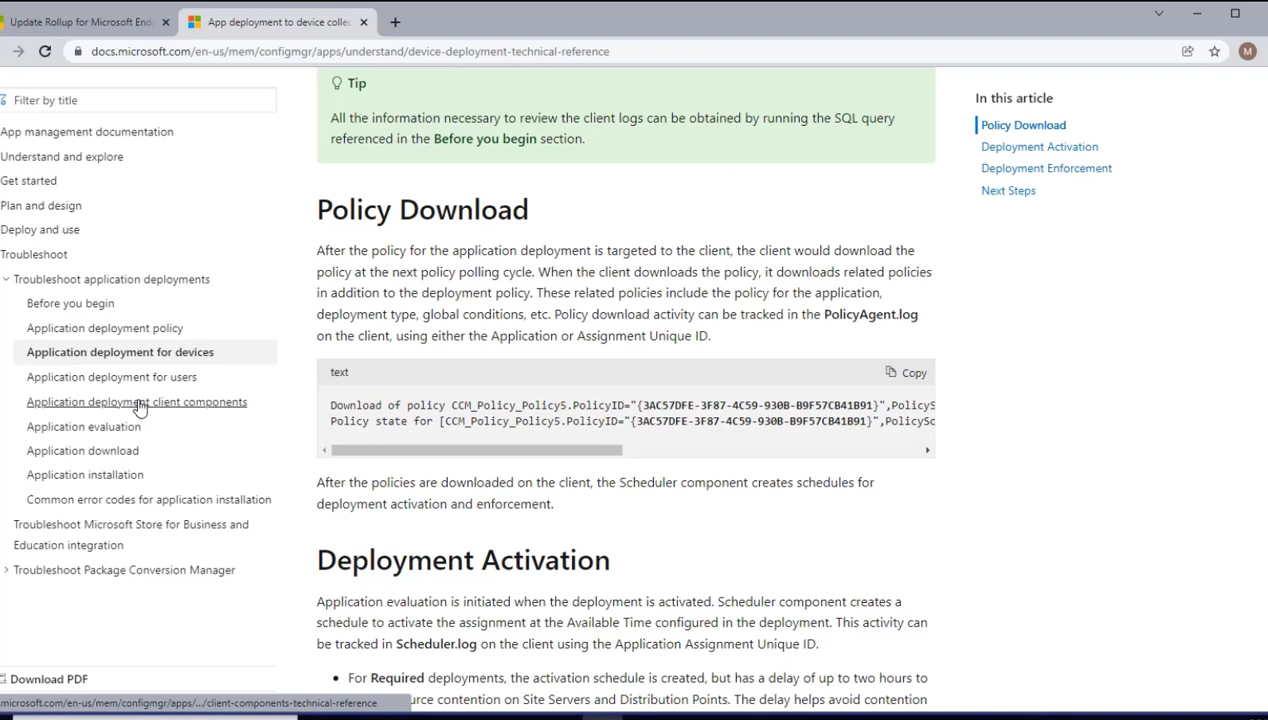 Update Rollup for Microsoft End
App deployment to device collec
docs.microsoft.com/en-us/mem/configmgr/apps/understand/device-deployment-technical-reference
M
Filter by title
App management documentation
Understand and explore
Get started
Plan and design
Deploy and use
Troubleshoot
Troubleshoot application deployments
Before you begin
Application deployment policy
Application deployment for devices
Application deployment for users
Application deployment client components
Application evaluation
Application download
Application installation
Common error codes for application installation
Troubleshoot Microsoft Store for Business and
Education integration
Troubleshoot Package Conversion Manager
Download PDF
microsoft.com/en-us/mem/configmgr/apps/.../client-components-technical-reference
Tip
All the information necessary to review the client logs can be obtained by running the SQL query
referenced in the Before you begin section.
Policy Download
After the policy for the application deployment is targeted to the client, the client would download the
policy at the next policy polling cycle. When the client downloads the policy, it downloads related policies
in addition to the deployment policy. These related policies include the policy for the application,
deployment type, global conditions, etc. Policy download activity can be tracked in the PolicyAgent.log
on the client, using either the Application or Assignment Unique ID.
text
Copy
Download of policy CCM_Policy_Policy5.PolicyID="{3AC57DFE-3F87-4C59-930B-B9F57CB41B91}",PolicyS
Policy state for [CCM_Policy_Policy5.PolicyID="{3AC57DFE-3F87-4C59-930B-B9F57CB41B91}",PolicySo
After the policies are downloaded on the client, the Scheduler component creates schedules for
deployment activation and enforcement.
Deployment Activation
Application evaluation is initiated when the deployment is activated. Scheduler component creates a
schedule to activate the assignment at the Available Time configured in the deployment. This activity can
be tracked in Scheduler.log on the client using the Application Assignment Unique ID.
• For Required deployments, the activation schedule is created, but has a delay of up to two hours to
urce contention on Site Servers and Distribution Points. The delay helps avoid contention
In this article
Policy Download
Deployment Activation
Deployment Enforcement
Next Steps